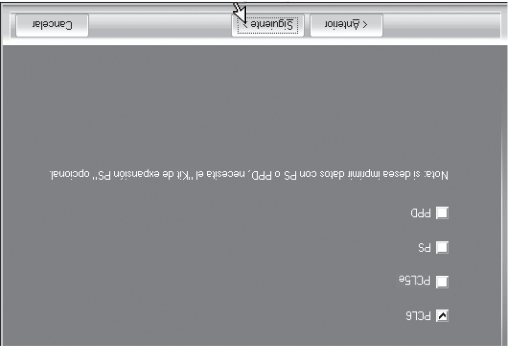 PCL6
PCL5e
PS
PPD
Nota: si desea imprimir datos con PS o PPD, necesita el "Kit de expansión PS" opcional.
< Anterior
Siguiente >
Cancelar